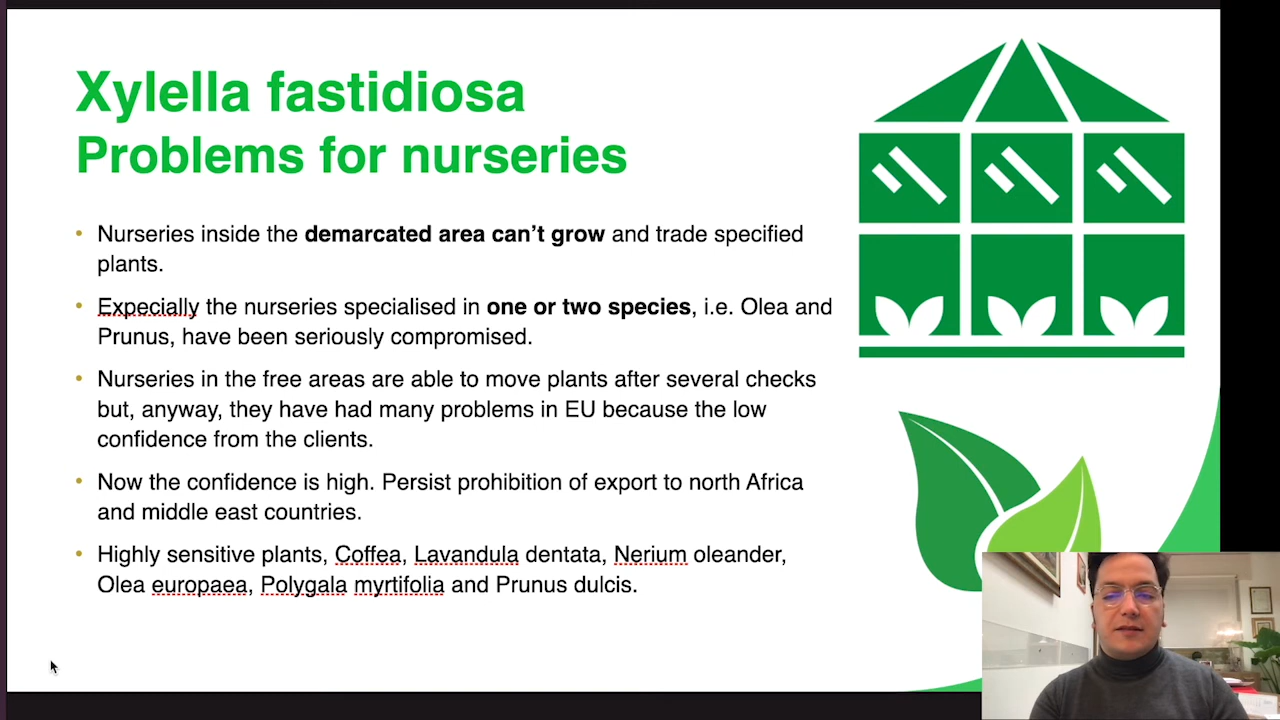 Xylella fastidiosa
Problems for nurseries
• Nurseries inside the demarcated area can’t grow and trade specified
plants.
• Expecially the nurseries specialised in one or two species, i.e. Olea and
Prunus, have been seriously compromised.
• Nurseries in the free areas are able to move plants after several checks
but, anyway, they have had many problems in EU because the low
confidence from the clients.
• Now the confidence is high. Persist prohibition of export to north Africa
and middle east countries.
• Highly sensitive plants, Coffea, Lavandula dentata, Nerium oleander,
Olea europaea, Polygala myrtifolia and Prunus dulcis.